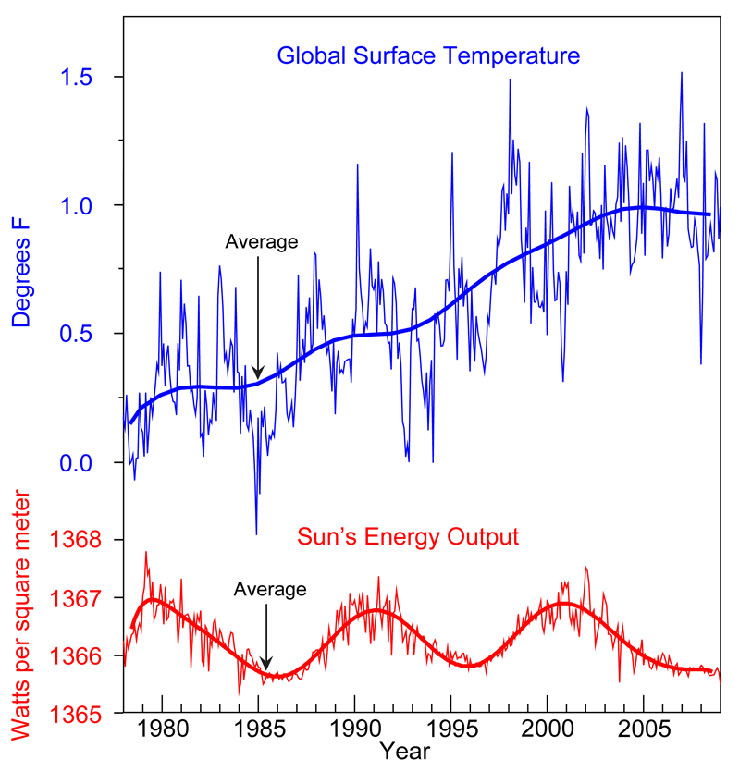 Global Surface Temperature
1.5
1.0
0.5
0.0
Degrees F
Average
Sun's Energy Output
1368
1367
1366
1365
Watts per square meter
Average
1980 1985 1990 1995 2000 2005
Year